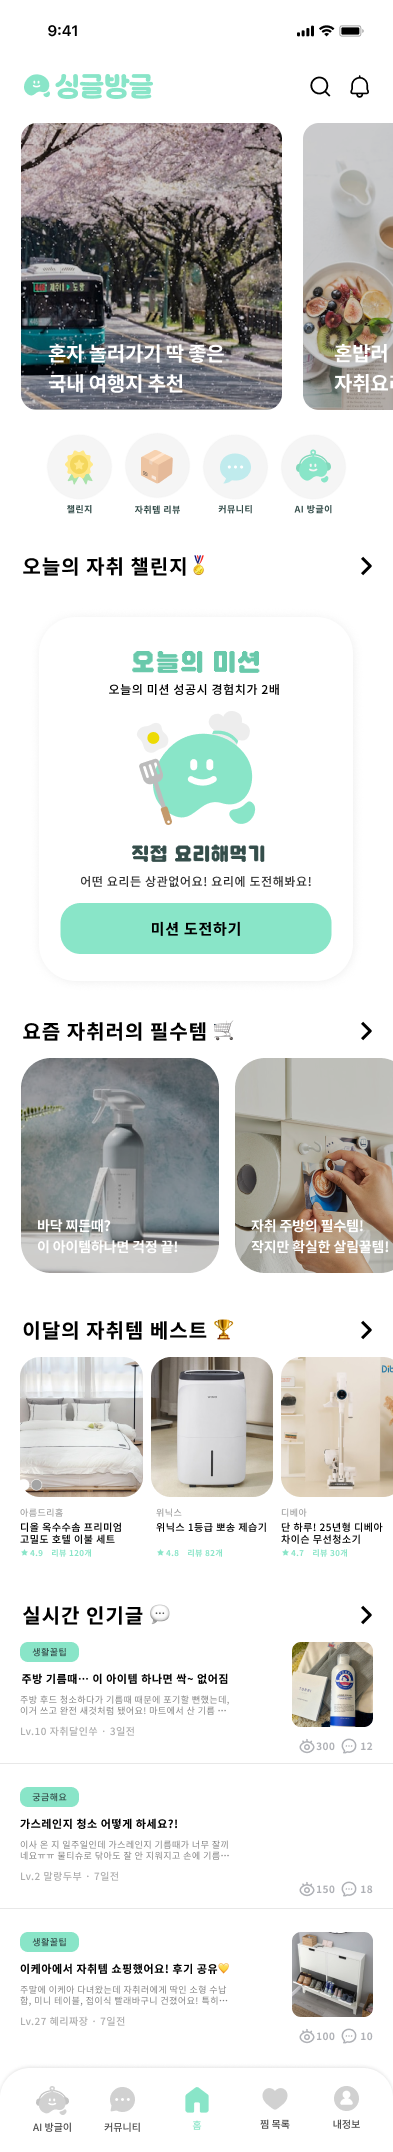 9:41
싱글방글
혼자 놀러가기 딱 좋은
국내 여행지 추천
혼밥러
자취요리
챌린지
자취템 리뷰
커뮤니티
AI 방글이
오늘의 자취 챌린지🏅
오늘의 미션
오늘의 미션 성공시 경험치가 2배
직접 요리해먹기
어떤 요리든 상관없어요! 요리에 도전해봐요!
미션 도전하기
요즘 자취러의 필수템 🛒
바닥 찌든때?
이 아이템하나면 걱정 끝!
자취 주방의 필수템!
작지만 확실한 살림꿀템!
이달의 자취템 베스트 🏆
아름드리홈
디올 옥수수솜 프리미엄
고밀도 호텔 이불 세트
★4.9 리뷰 120개
위닉스
위닉스 1등급 뽀송 제습기
★4.8 리뷰 82개
Dib
디베아
단 하루! 25년형 디베아
차이슨 무선청소기
★4.7 리뷰 30개
실시간 인기글 💬
생활꿀팁
주방 기름때… 이 아이템 하나면 싹~ 없어짐
주방 후드 청소하다가 기름때 때문에 포기할 뻔했는데,
이거 쓰고 완전 새것처럼 됐어요! 마트에서 산 기름 …
Lv.10 자취달인쑤 · 3일전
300
12
궁금해요
가스레인지 청소 어떻게 하세요?!
이사 온 지 일주일인데 가스레인지 기름때가 너무 잘끼
네요ㅠㅠ 물티슈로 닦아도 잘 안 지워지고 손에 기름…
Lv.2 말랑두부 · 7일전
150
18
생활꿀팁
이케아에서 자취템 쇼핑했어요! 후기 공유💛
주말에 이케아 다녀왔는데 자취러에게 딱인 소형 수납
함, 미니 테이블, 접이식 빨래바구니 건졌어요! 특히…
Lv.27 혜리짜장 · 7일전
100
10
AI 방글이
커뮤니티
홈
찜 목록
내정보